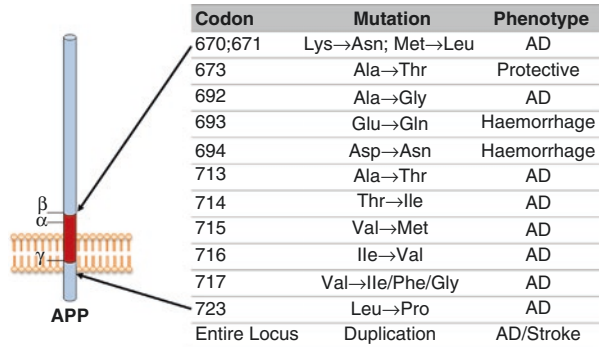 Codon Mutation Phenotype
670;671 Lys→Asn; Met→Leu AD
673 Ala→Thr Protective
692 Ala→Gly AD
693 Glu→Gln Haemorrhage
694 Asp→Asn Haemorrhage
713 Ala→Thr AD
714 Thr→Ile AD
715 Val→Met AD
716 Ile→Val AD
717 Val→Ile/Phe/Gly AD
723 Leu→Pro AD
Entire Locus Duplication AD/Stroke
β
α
γ
APP